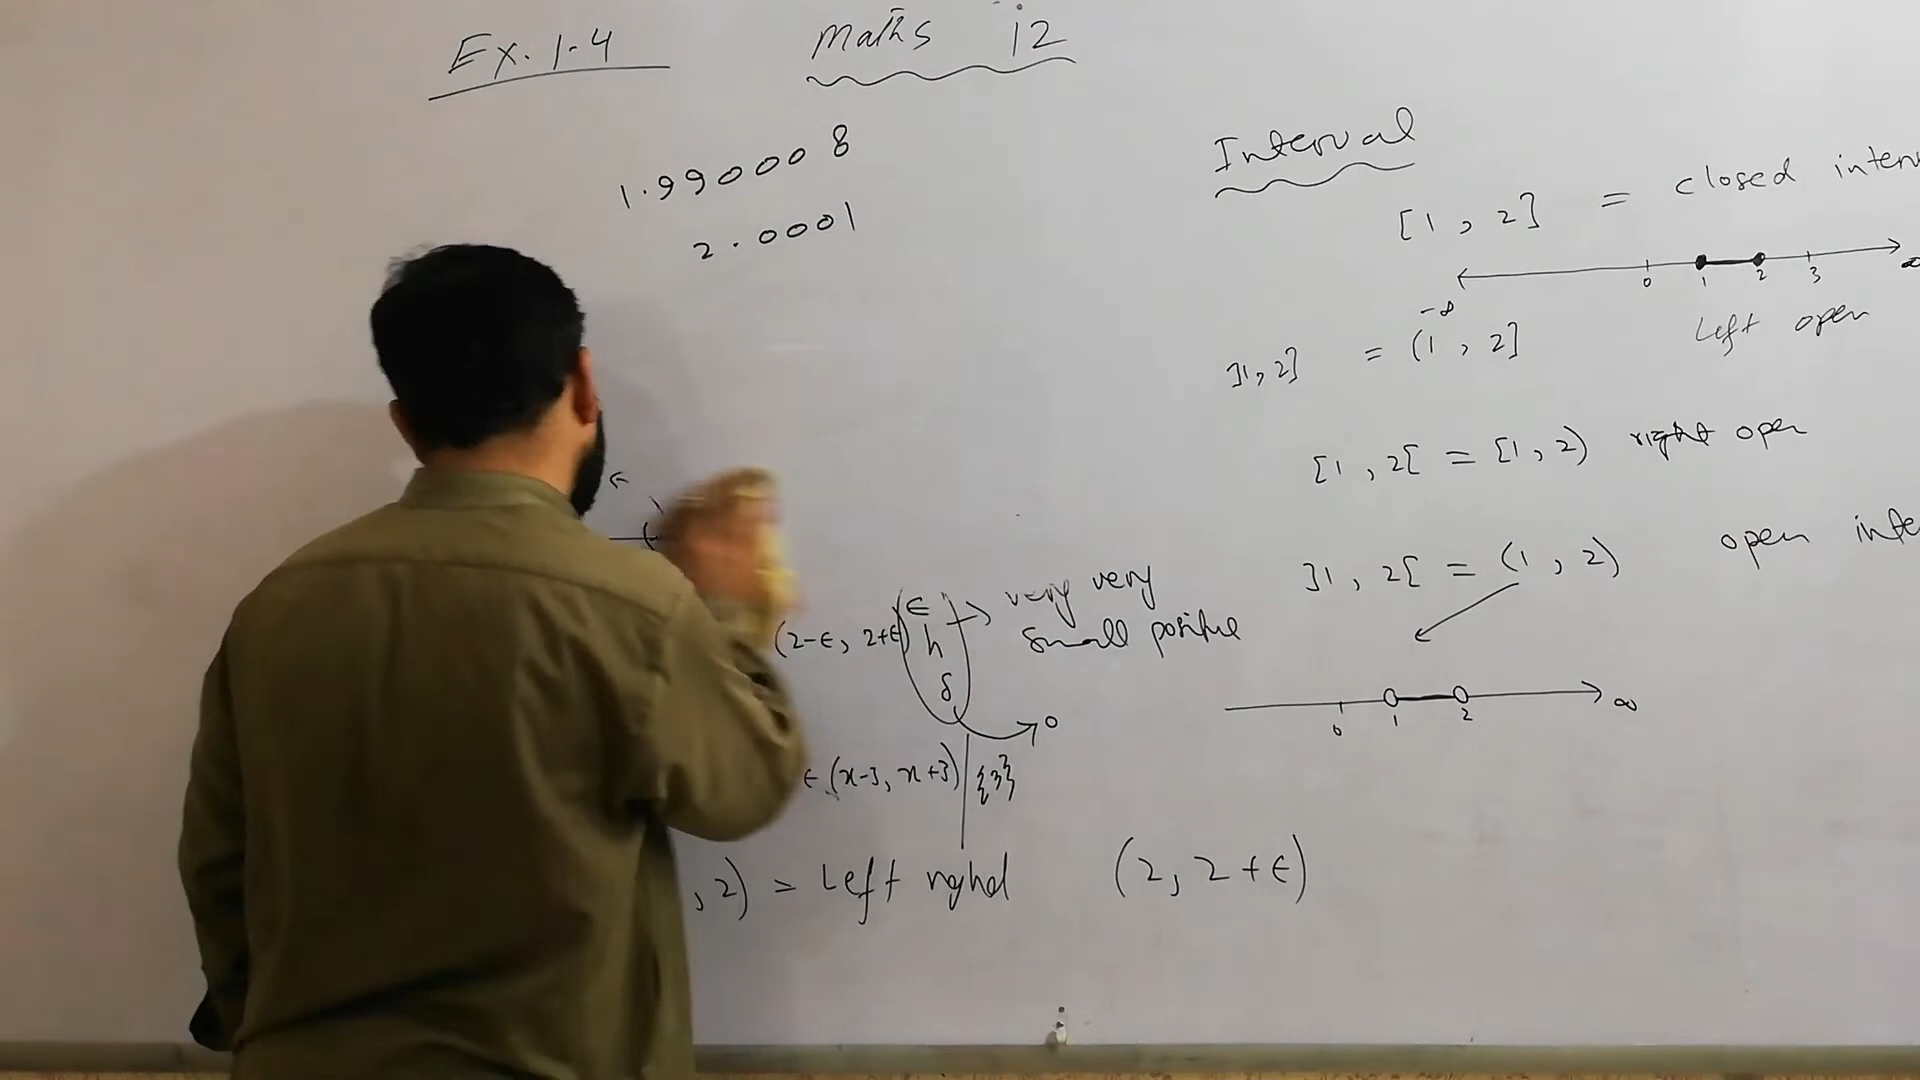 Ex. 1.4
Maths 12
1.990008
2.0001
∈
(2-∈, 2+∈)
∈
h
δ
very very
small positive
0
∈ (x-3, x+3) | {3}
, 2) = Left nghd
(2, 2+∈)
Interval
[1, 2] = closed interv
0 1 2 3
-∞
]1, 2] = (1, 2] Left open
[1, 2[ = [1, 2) right open
]1, 2[ = (1, 2) open inte
0 1 2 ∞